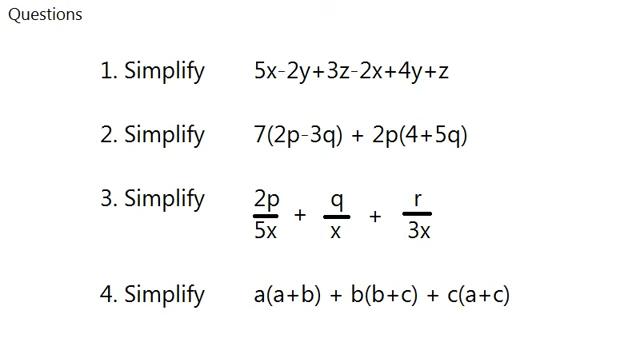 Questions
1. Simplify 5x-2y+3z-2x+4y+z
2. Simplify 7(2p-3q) + 2p(4+5q)
3. Simplify 2p/5x + q/x + r/3x
4. Simplify a(a+b) + b(b+c) + c(a+c)